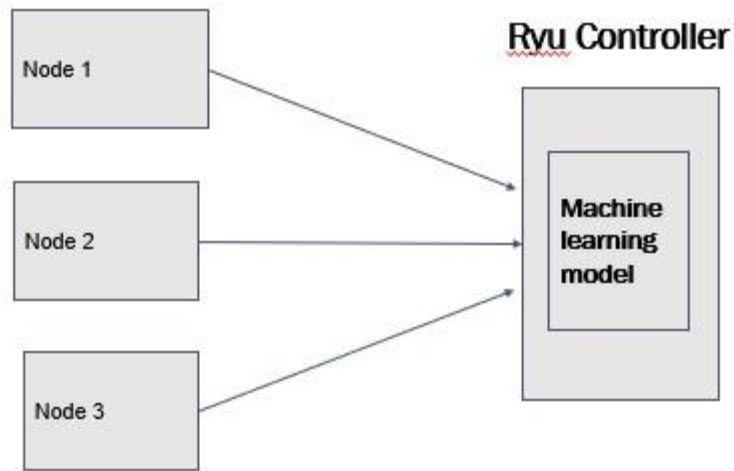 Node 1
Ryu Controller
Node 2
Machine
learning
model
Node 3